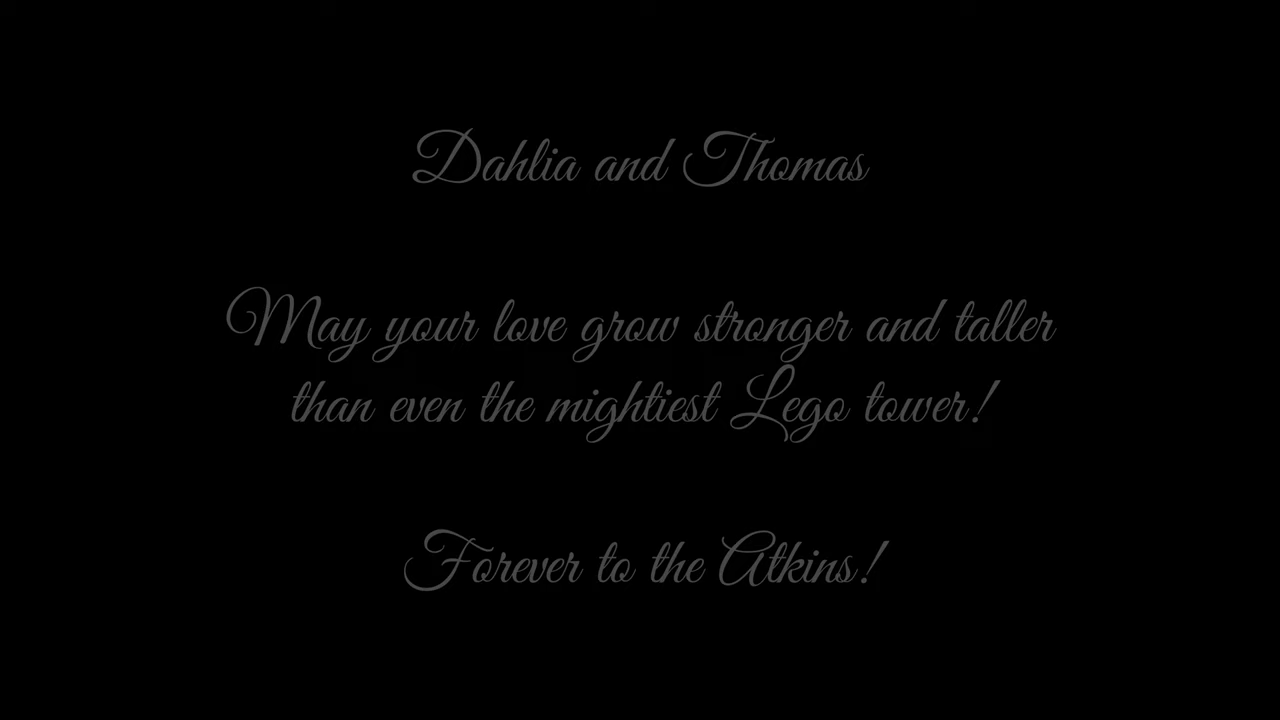 Dahlia and Thomas
May your love grow stronger and taller
than even the mightiest Lego tower!
Forever to the Atkins!